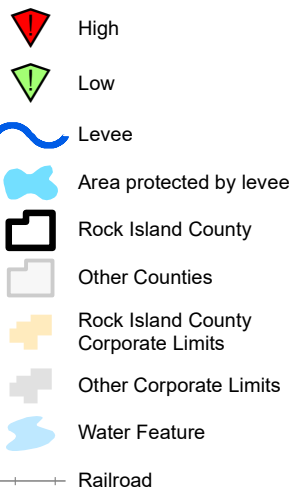 !
High
!
Low
Levee
Area protected by levee
Rock Island County
Other Counties
Rock Island County
Corporate Limits
Other Corporate Limits
Water Feature
Railroad